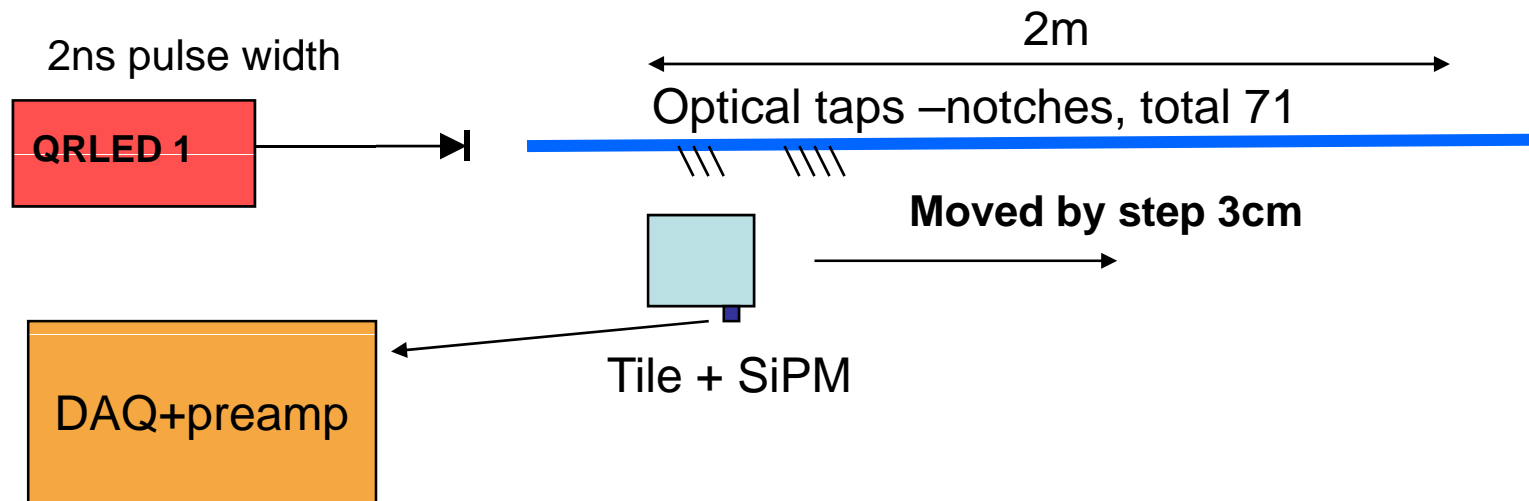 2m
2ns pulse width
Optical taps –notches, total 71
QRLED 1
Moved by step 3cm
Tile + SiPM
DAQ+preamp